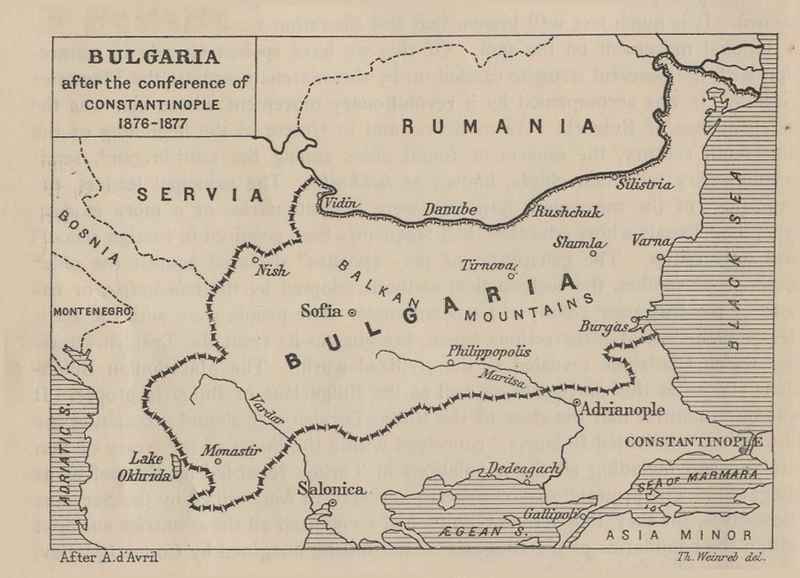 BULGARIA
after the conference of
CONSTANTINOPLE
1876-1877
RUMANIA
SERVIA
BOSNIA
Vidin
Danube
Rushchuk
Silistria
BLACK SEA
Shumla
Varna
Nish
BALKAN
MOUNTAINS
Tirnova
Sofia
BULGARIA
MONTENEGRO
Burgas
Philippopolis
Maritsa
Vardar
Adrianople
ADRIATIC S.
CONSTANTINOPLE
Lake
Okhrida
Monastir
Dedeagach
SEA OF MARMARA
Salonica
Gallipoli
ÆGEAN S.
ASIA MINOR
After A.d'Avril
Th. Weinreb del.